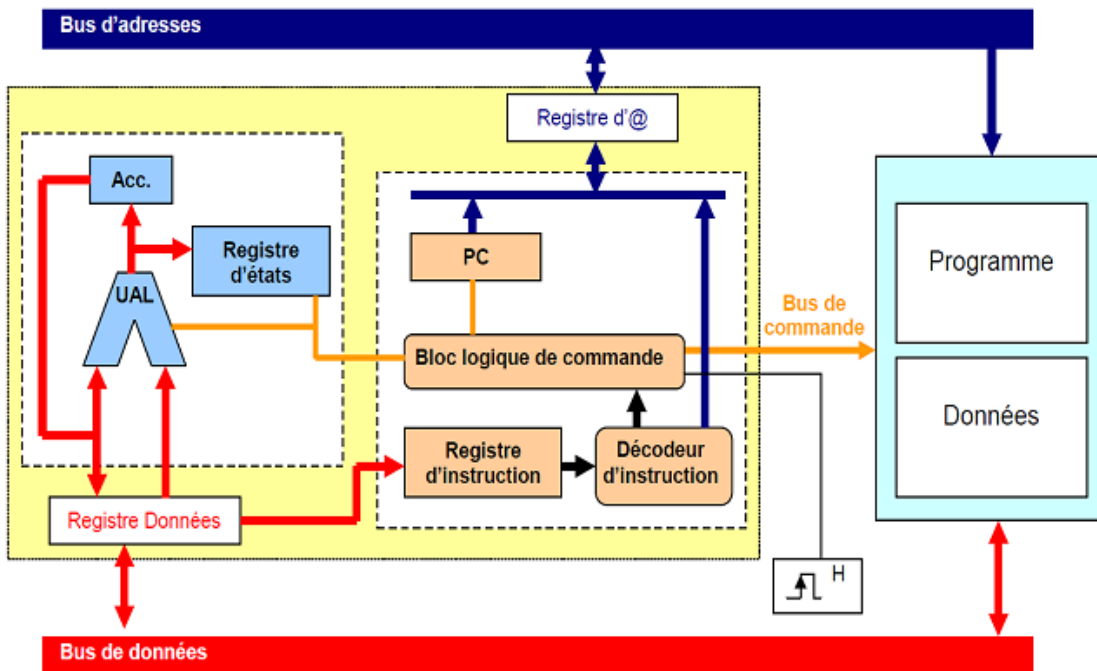 Bus d'adresses
Registre d'@
Acc.
Registre
d'états
UAL
PC
Programme
Bus de
commande
Bloc logique de commande
Données
Registre
d'instruction
Décodeur
d'instruction
Registre Données
H
Bus de données